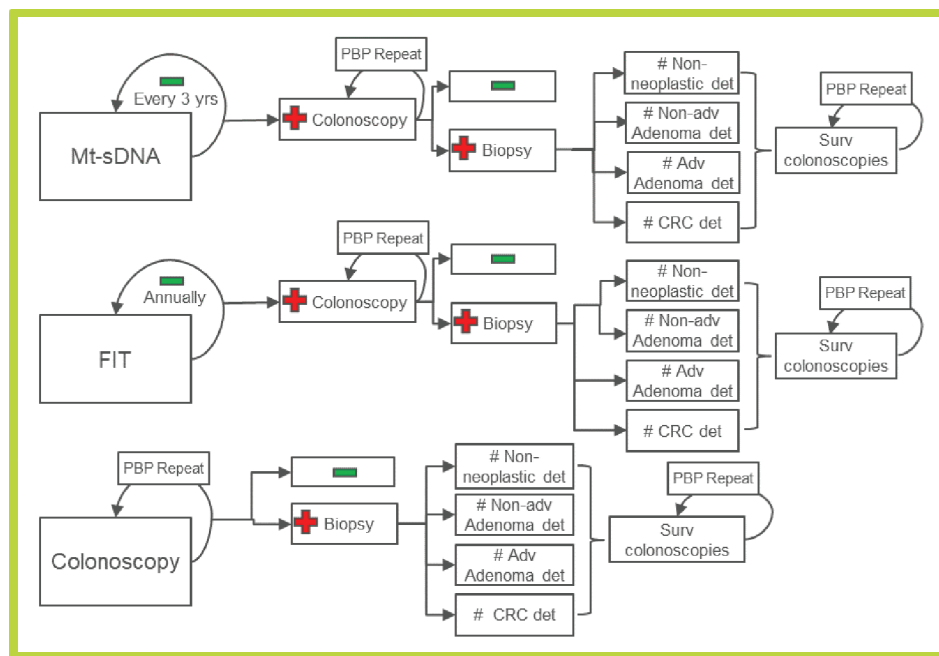 PBP Repeat
Every 3 yrs
Mt-sDNA
Colonoscopy
Biopsy
# Non-
neoplastic det
# Non-adv
Adenoma det
# Adv
Adenoma det
# CRC det
PBP Repeat
Surv
colonoscopies
PBP Repeat
Annually
FIT
Colonoscopy
Biopsy
# Non-
neoplastic det
# Non-adv
Adenoma det
# Adv
Adenoma det
# CRC det
PBP Repeat
Surv
colonoscopies
PBP Repeat
Colonoscopy
Biopsy
# Non-
neoplastic det
# Non-adv
Adenoma det
# Adv
Adenoma det
# CRC det
PBP Repeat
Surv
colonoscopies